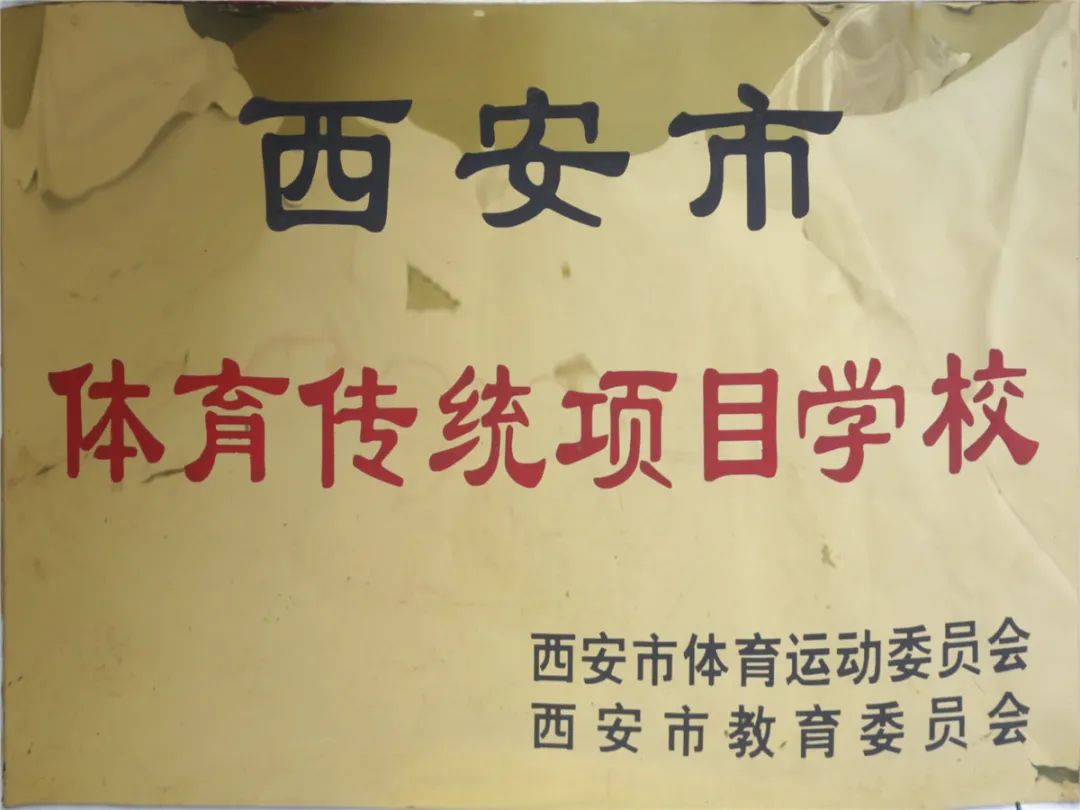 西安市
体育传统项目学校
西安市体育运动委员会
西安市教育委员会